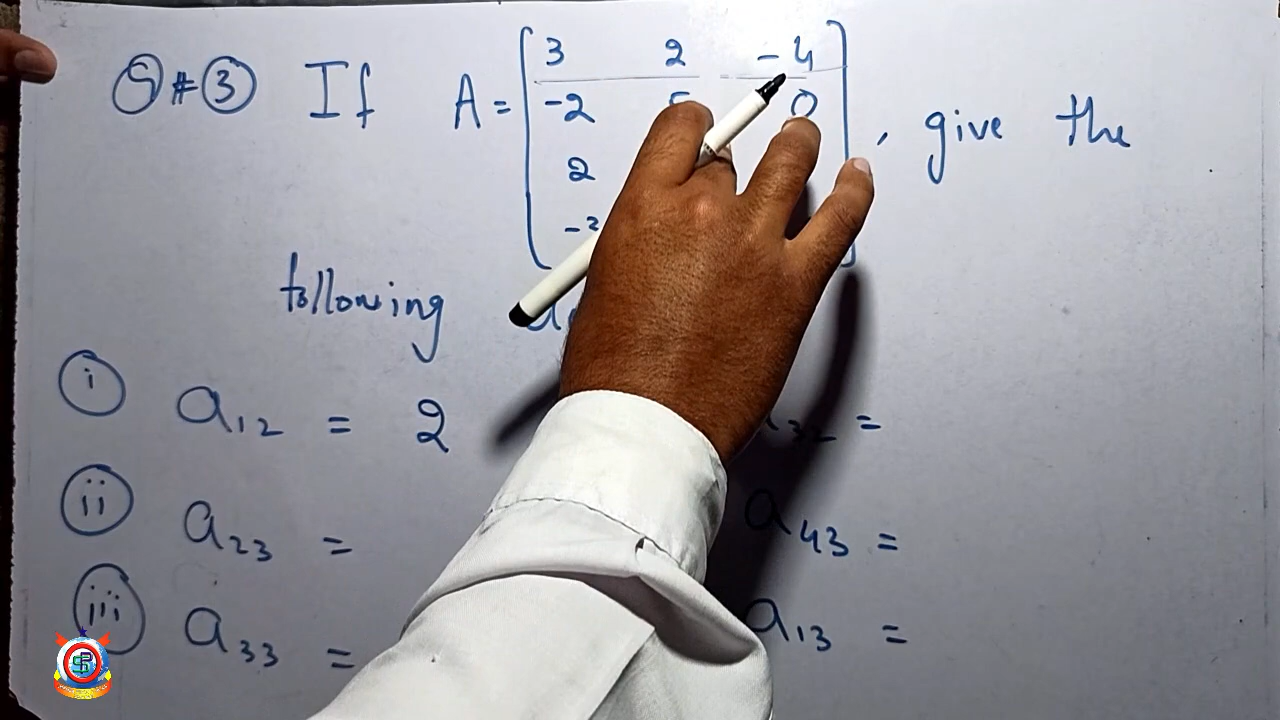 Q#3 If A = [3 2 -4
-2 0
2
-2 ], give the
following
i a12 = 2
a32 =
ii a23 =
a43 =
iii a33 =
a13 =